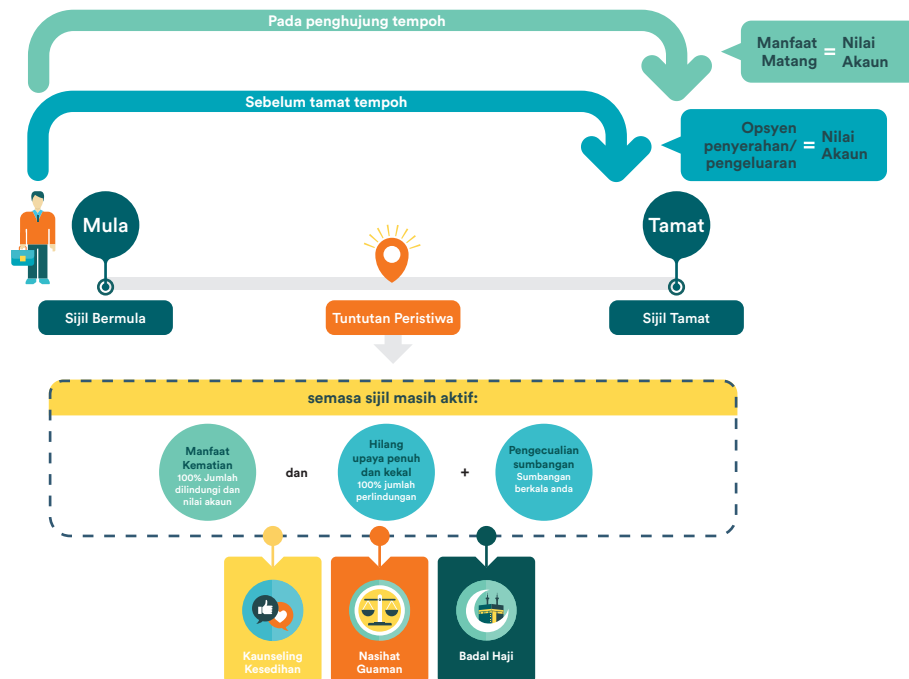 Pada penghujung tempoh
Manfaat
Matang
=
Nilai
Akaun
Sebelum tamat tempoh
Opsyen
penyerahan/
pengeluaran
=
Nilai
Akaun
Mula
Tamat
Sijil Bermula
Tuntutan Peristiwa
Sijil Tamat
semasa sijil masih aktif:
Manfaat
Kematian
100% Jumlah
dilindungi dan
nilai akaun
dan
Hilang
upaya penuh
dan kekal
100% jumlah
perlindungan
+
Pengecualian
sumbangan
Sumbangan
berkala anda
Kaunseling
Kesedihan
Nasihat
Guaman
Badal Haji